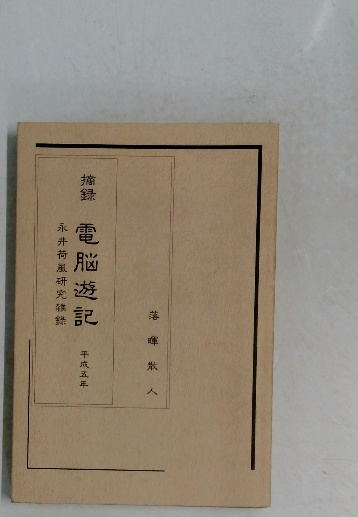 落暉散人
摘録 電脳遊記 平成五年
永井荷風研究雑録